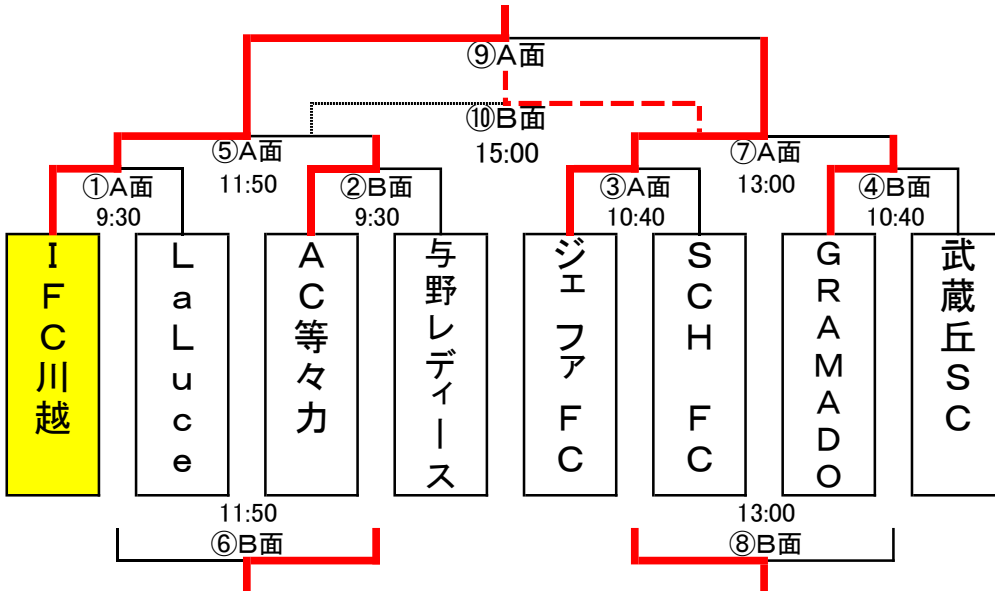 ⑨A面
⑩B面
15:00
⑤A面
11:50
⑦A面
13:00
①A面
9:30
②B面
9:30
③A面
10:40
④B面
10:40
IFC川越
LaLuce
AC等々力
与野レディース
ジェファFC
SCH FC
GRAMADO
武蔵丘SC
11:50
⑥B面
13:00
⑧B面